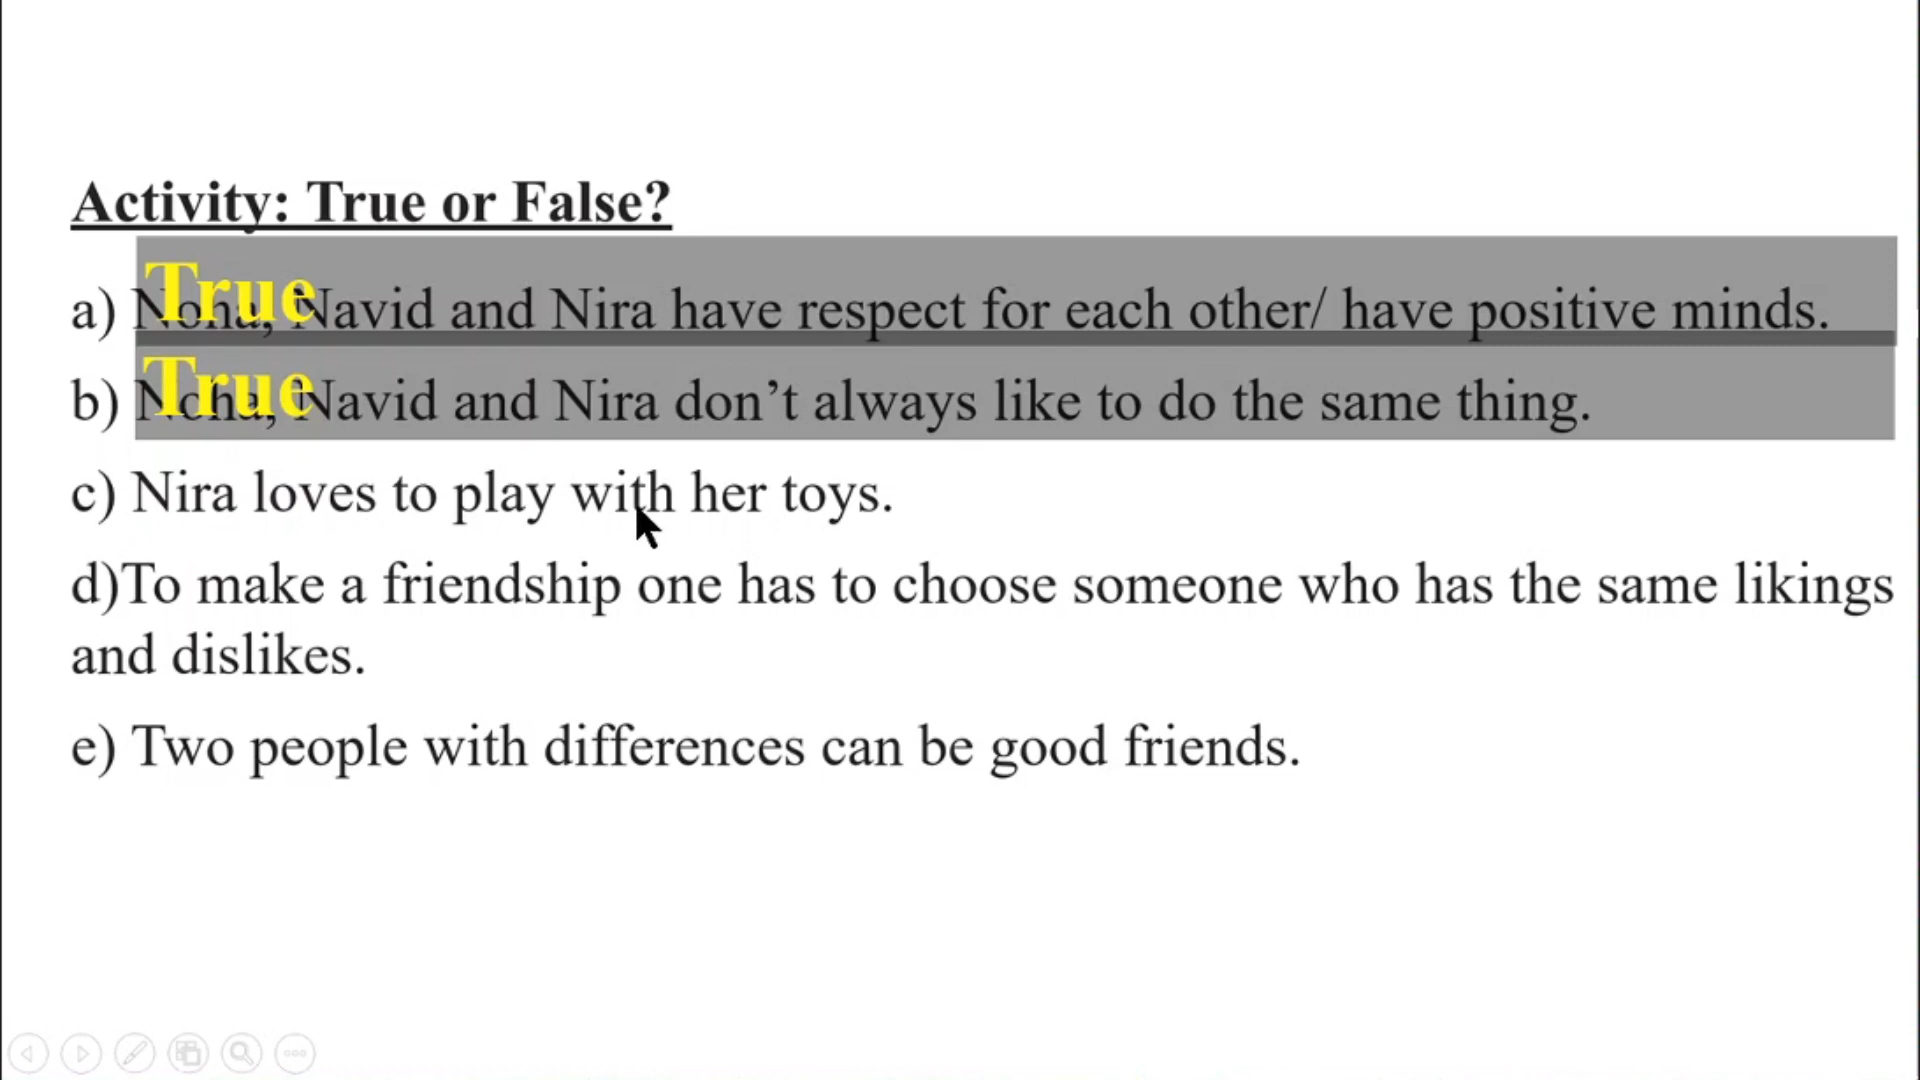 Activity: True or False?
True
a) Noha, Navid and Nira have respect for each other/ have positive minds.
True
b) Noha, Navid and Nira don’t always like to do the same thing.
c) Nira loves to play with her toys.
d)To make a friendship one has to choose someone who has the same likings
and dislikes.
e) Two people with differences can be good friends.